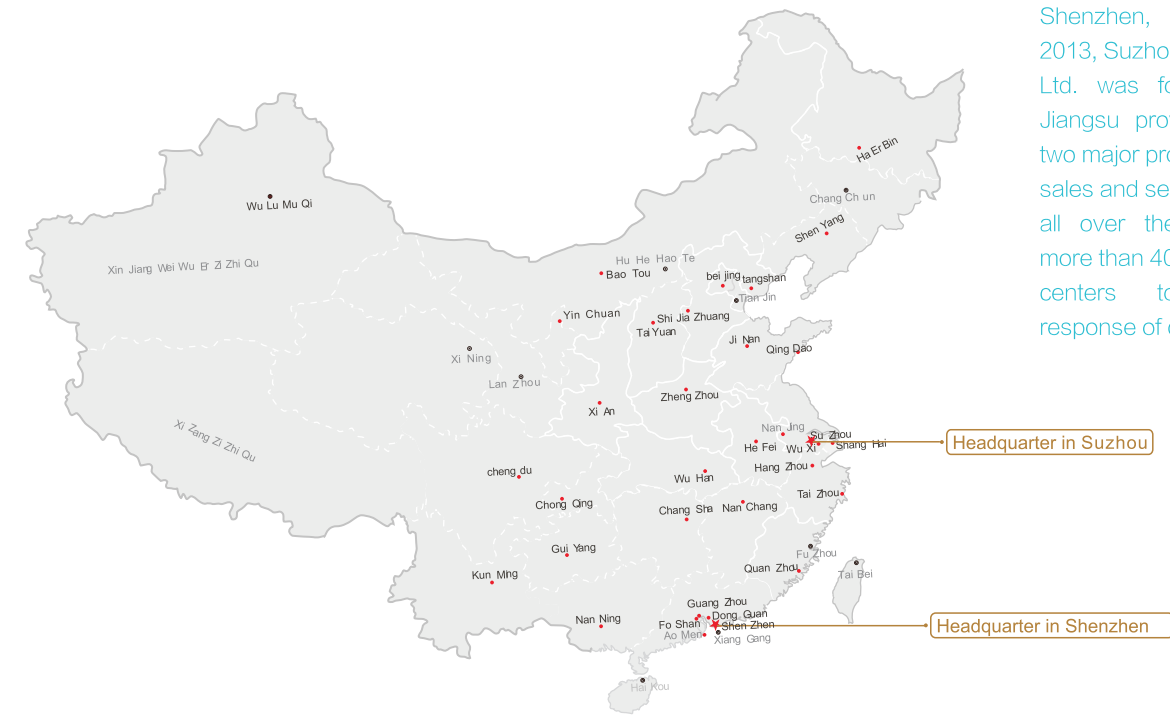 Shenzhen,
2013, Suzho
Ltd. was fo
Jiangsu prov
two major pro
sales and se
all over the
more than 40
centers to
response of
Ha Er Bin
Chang Ch un
Wu Lu Mu Qi
Shen Yang
Xin Jiang Wei Wu Er Zi Zhi Qu
Hu He Hao Te
Bao Tou
bei jing
tangshan
Tian Jin
Yin Chuan
Shi Jia Zhuang
Tai Yuan
Ji Nan
Qing Dao
Xi Ning
Lan Zhou
Zheng Zhou
Xi An
Xi Zang Zi Zhi Qu
Nan Jing
Su Zhou
He Fei
Wu Xi
Shang Hai
Headquarter in Suzhou
Hang Zhou
cheng du
Wu Han
Tai Zhou
Chong Qing
Chang Sha
Nan Chang
Gui Yang
Fu Zhou
Quan Zhou
Tai Bei
Kun Ming
Guang Zhou
Dong Guan
Nan Ning
Fo Shan
Shen Zhen
Headquarter in Shenzhen
Ao Men
Xiang Gang
Hai Kou